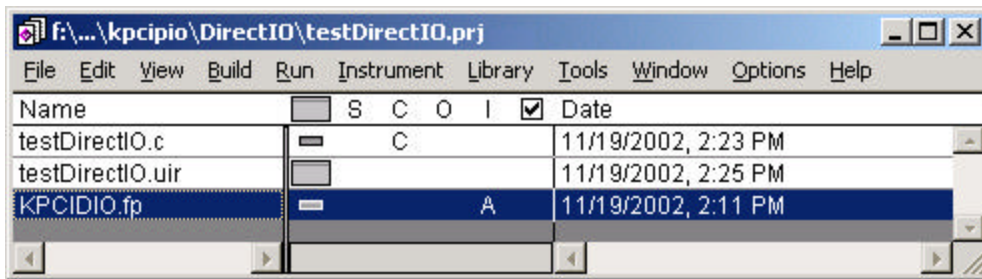 f:\...\kpcipio\DirectIO\testDirectIO.prj
File Edit View Build Run Instrument Library Tools Window Options Help
Name S C O I Date
testDirectIO.c C 11/19/2002, 2:23 PM
testDirectIO.uir 11/19/2002, 2:25 PM
KPCIDIO.fp A 11/19/2002, 2:11 PM